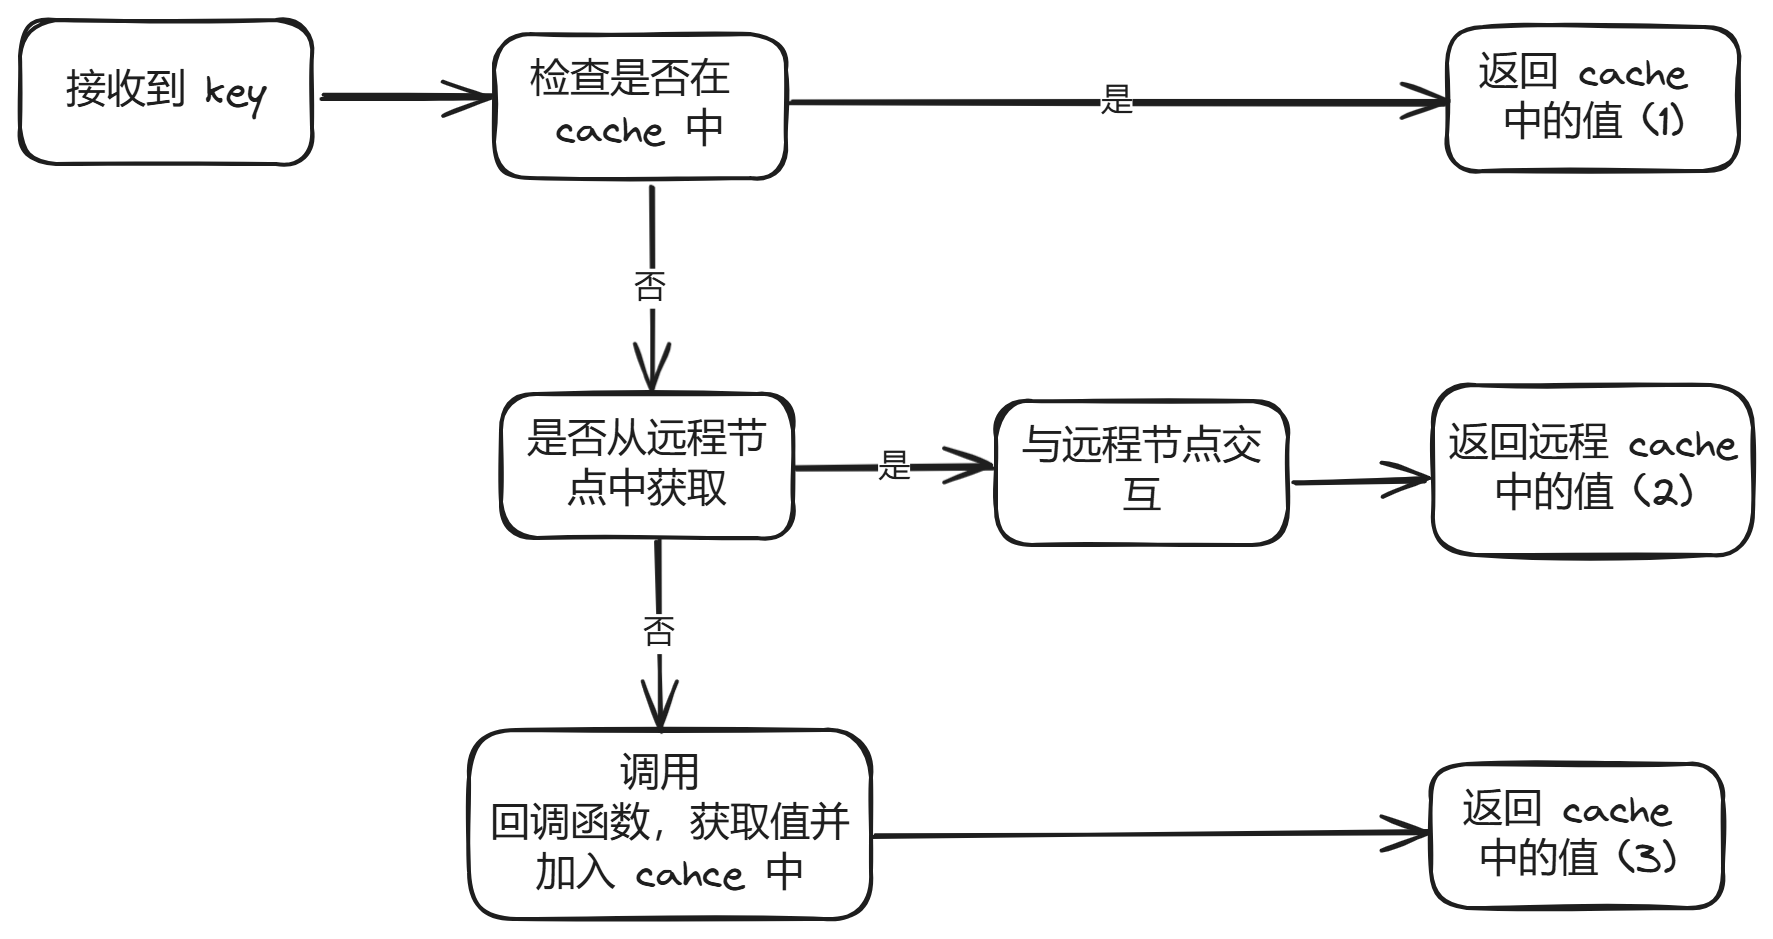 接收到 key
检查是否在
cache 中
是
返回 cache
中的值（1）
否
是否从远程节
点中获取
是
与远程节点交
互
返回远程 cache
中的值（2）
否
调用
回调函数，获取值并
加入 cahce 中
返回 cache
中的值（3）